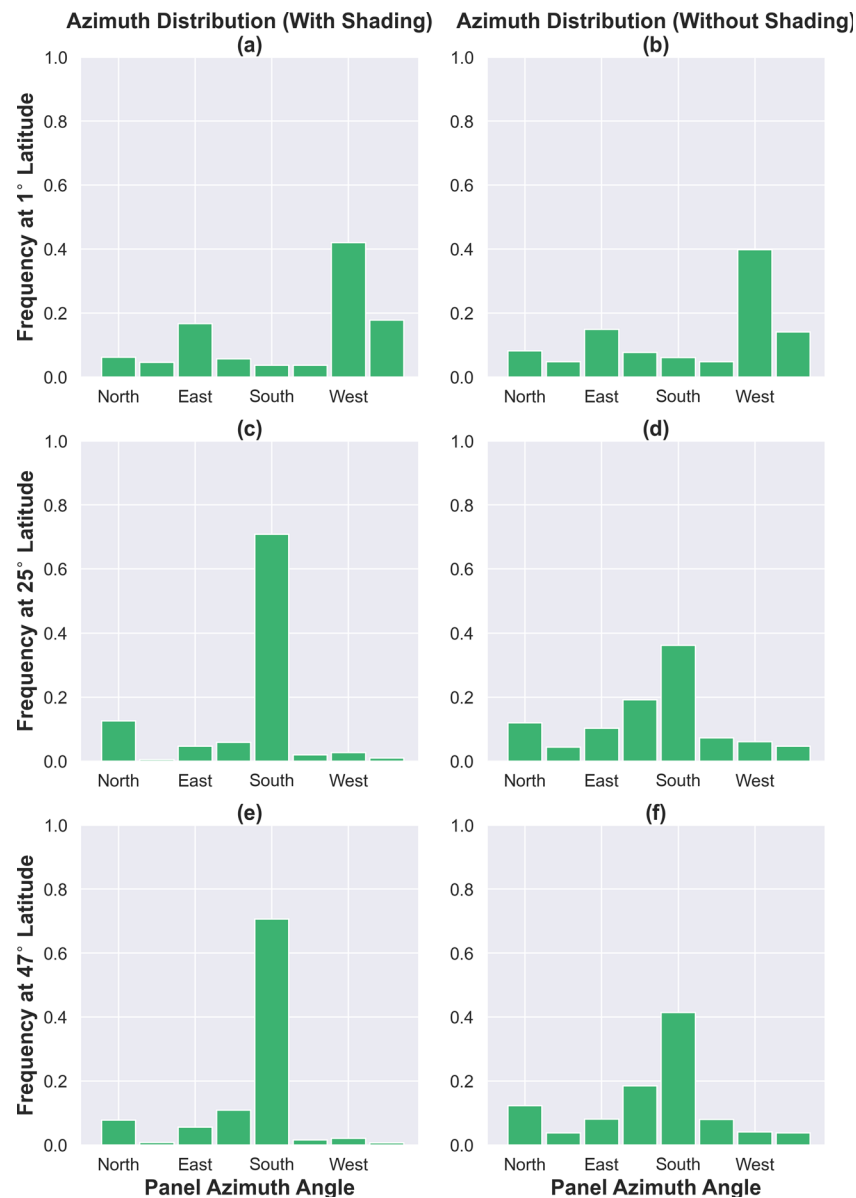 Azimuth Distribution (With Shading)
Azimuth Distribution (Without Shading)
(a)
(b)
Frequency at 1° Latitude
1.0
0.8
0.6
0.4
0.2
0.0
North East South West
1.0
0.8
0.6
0.4
0.2
0.0
North East South West
(c)
(d)
Frequency at 25° Latitude
1.0
0.8
0.6
0.4
0.2
0.0
North East South West
1.0
0.8
0.6
0.4
0.2
0.0
North East South West
(e)
(f)
Frequency at 47° Latitude
1.0
0.8
0.6
0.4
0.2
0.0
North East South West
Panel Azimuth Angle
1.0
0.8
0.6
0.4
0.2
0.0
North East South West
Panel Azimuth Angle